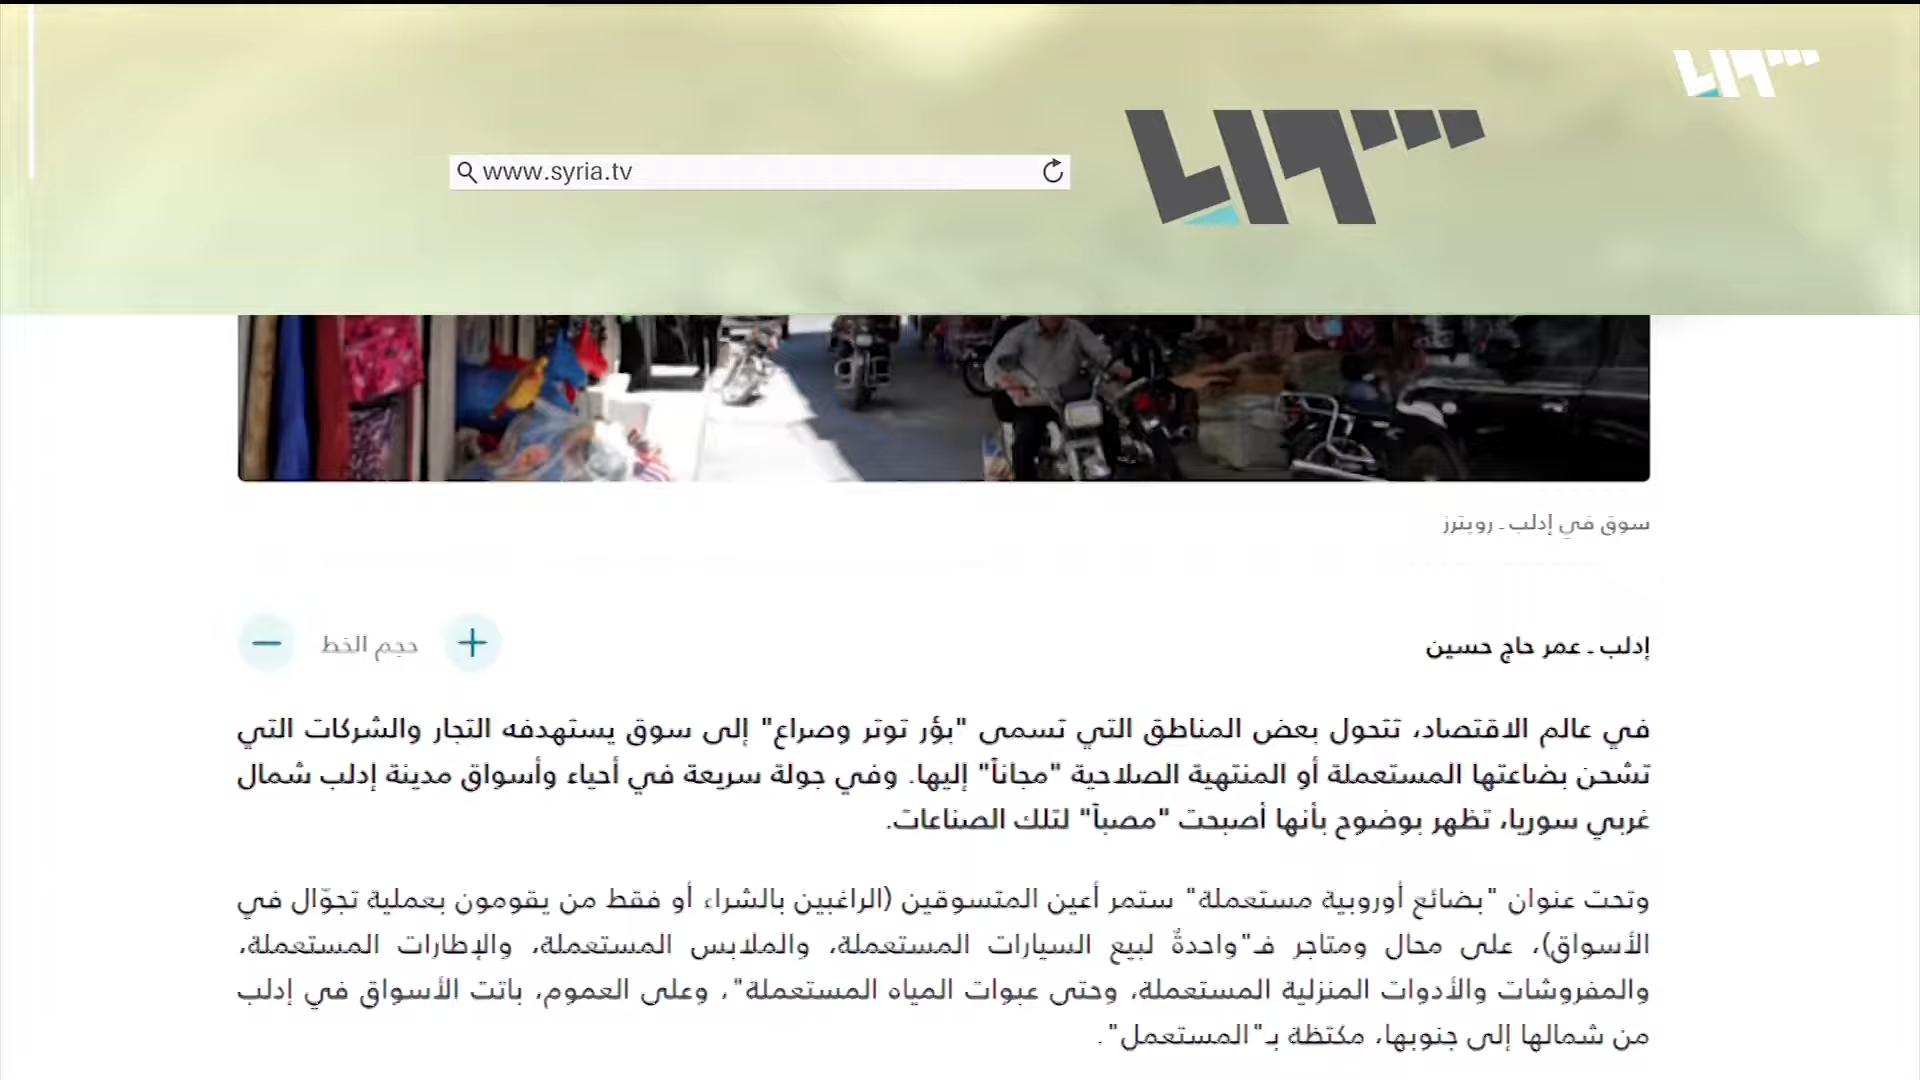 www.syria.tv
سوق في إدلب ـ رويترز
إدلب ـ عمر حاج حسين
حجم الخط
في عالم الاقتصاد، تتحول بعض المناطق التي تسمى "بؤر توتر وصراع" إلى سوق يستهدفه التجار والشركات التي
تشحن بضاعتها المستعملة أو المنتهية الصلاحية "مجاناً" إليها. وفي جولة سريعة في أحياء وأسواق مدينة إدلب شمال
غربي سوريا، تظهر بوضوح بأنها أصبحت "مصباً" لتلك الصناعات.
وتحت عنوان "بضائع أوروبية مستعملة" ستمر أعين المتسوقين (الراغبين بالشراء أو فقط من يقومون بعملية تجوّال في
الأسواق)، على محال ومتاجر فـ"واحدةٌ لبيع السيارات المستعملة، والملابس المستعملة، والإطارات المستعملة،
والمفروشات والأدوات المنزلية المستعملة، وحتى عبوات المياه المستعملة"، وعلى العموم، باتت الأسواق في إدلب
من شمالها إلى جنوبها، مكتظة بـ"المستعمل".